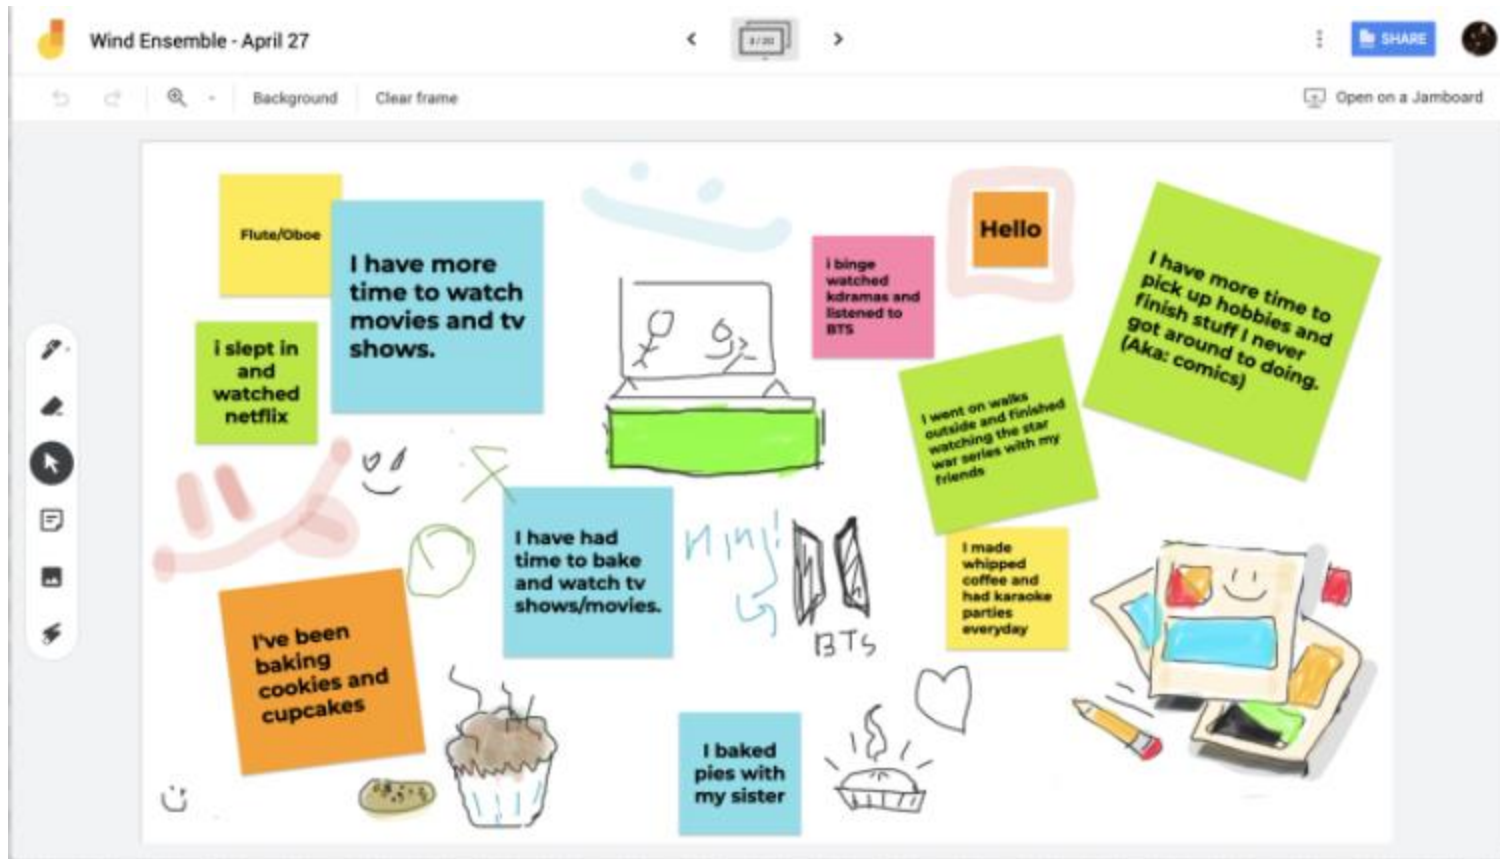 Wind Ensemble - April 27
SHARE
Background
Clear frame
Open on a Jamboard
Flute/Oboe
I have more
time to watch
movies and tv
shows.
i slept in
and
watched
netflix
i binge
watched
kdramas and
listened to
BTS
Hello
I have more time to
pick up hobbies and
finish stuff I never
got around to doing.
(Aka: comics)
I went on walks
outside and finished
watching the star
war series with my
friends
I have had
time to bake
and watch tv
shows/movies.
BTS
I made
whipped
coffee and
had karaoke
parties
everyday
I've been
baking
cookies and
cupcakes
I baked
pies with
my sister